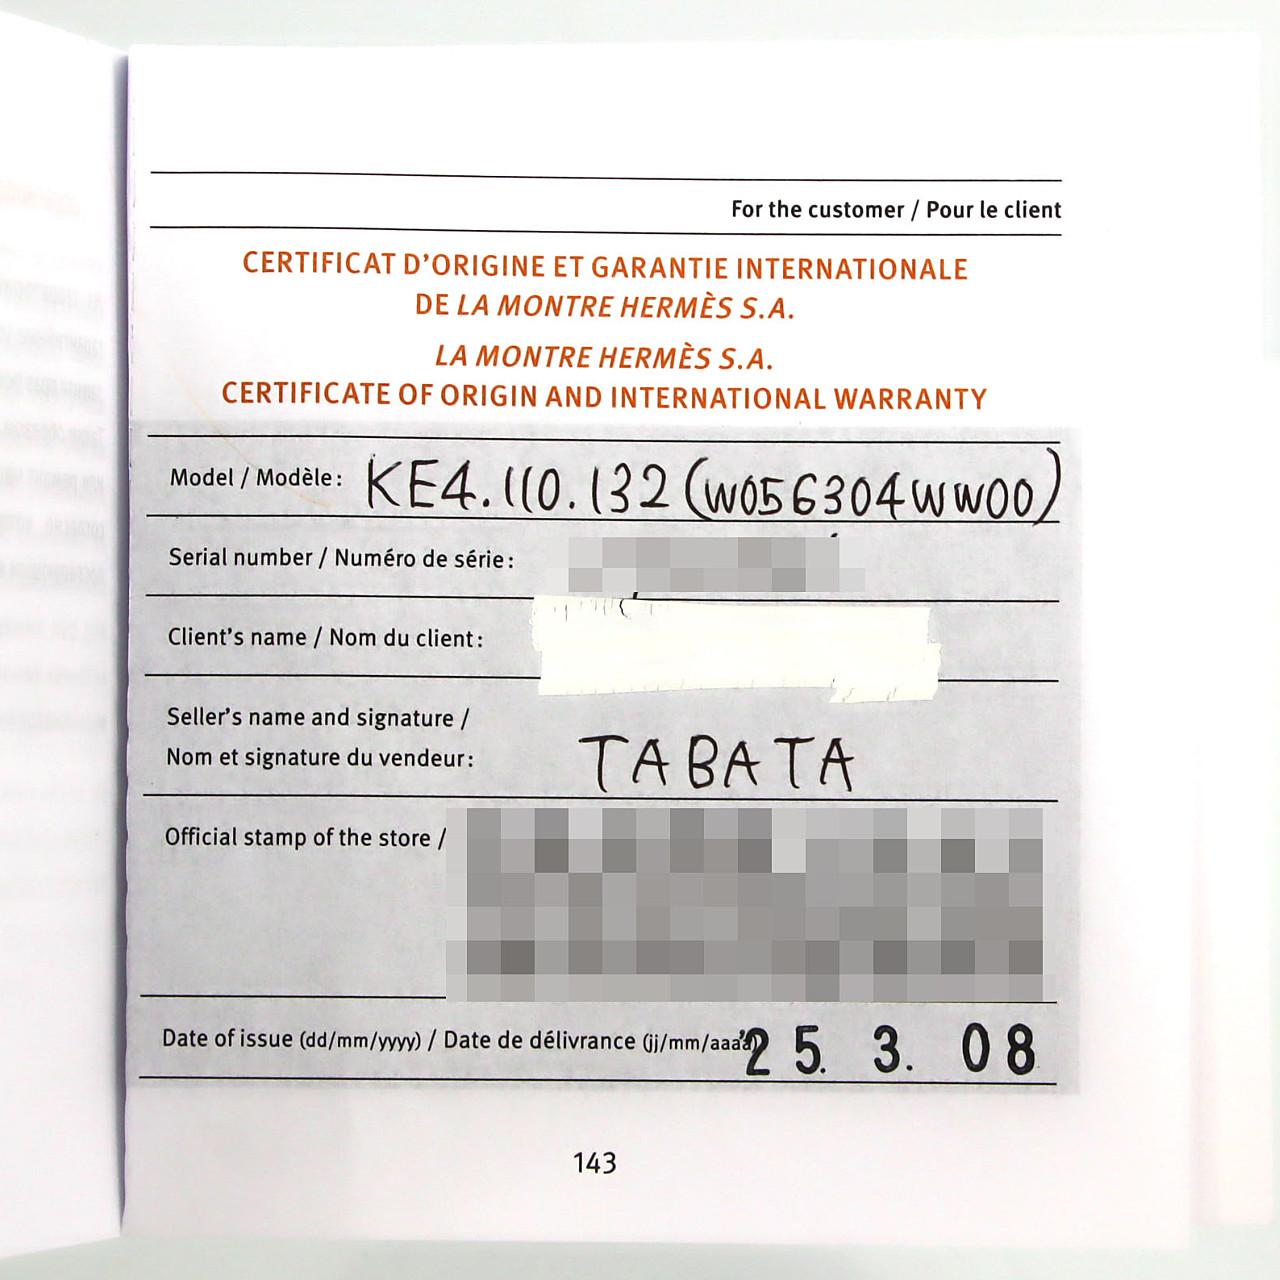 For the customer / Pour le client
CERTIFICAT D'ORIGINE ET GARANTIE INTERNATIONALE
DE LA MONTRE HERMÈS S.A.
LA MONTRE HERMÈS S.A.
CERTIFICATE OF ORIGIN AND INTERNATIONAL WARRANTY
Model / Modèle: KE4.110.132 (W056304WW00)
Serial number / Numéro de série:
Client's name / Nom du client:
Seller's name and signature /
Nom et signature du vendeur: TABATA
Official stamp of the store /
Date of issue (dd/mm/yyyy) / Date de délivrance (jj/mm/aaaa) '25. 3. 08
143